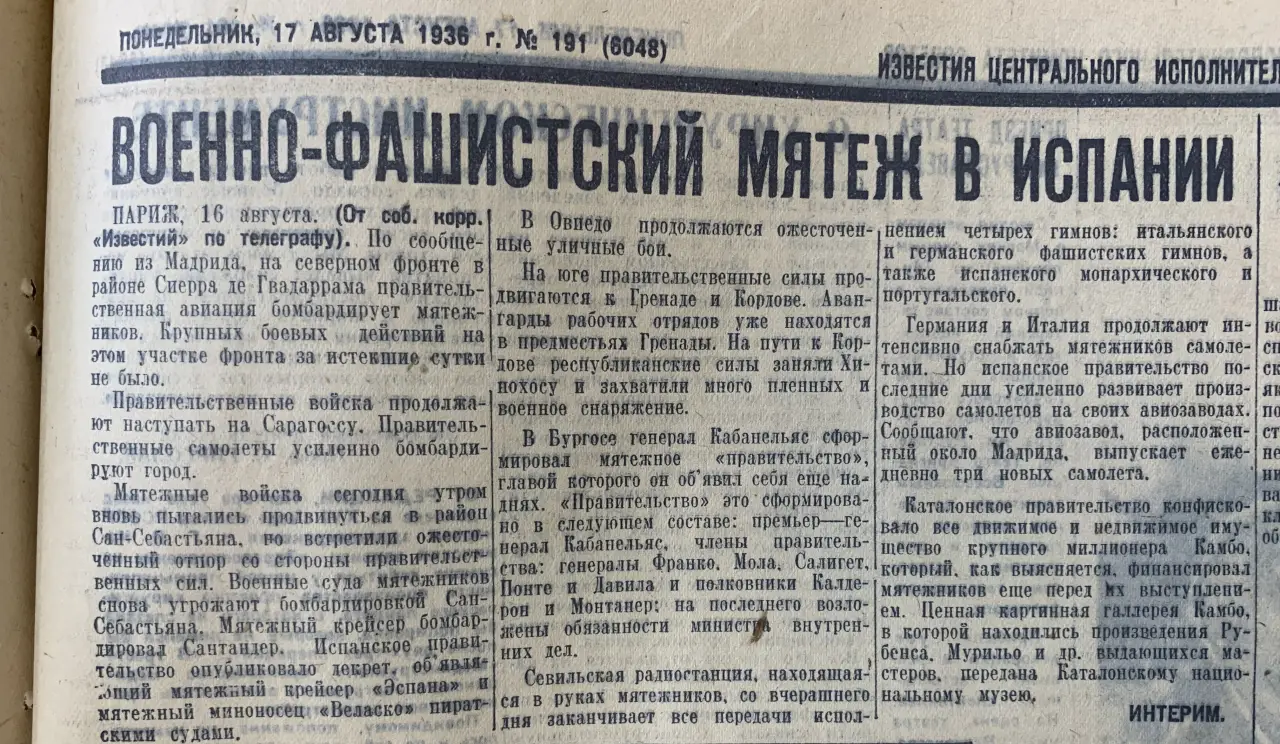 ПОНЕДЕЛЬНИК, 17 АВГУСТА 1936 г. № 191 (6048)
ИЗВЕСТИЯ ЦЕНТРАЛЬНОГО ИСПОЛНИТЕЛ
ВОЕННО-ФАШИСТСКИЙ МЯТЕЖ В ИСПАНИИ
ПАРИЖ, 16 августа. (От соб. корр.
«Известий» по телеграфу). По сообще-
нию из Мадрида, на северном фронте в
районе Сиерра де Гвадаррама правитель-
ственная авиация бомбардирует мятеж-
ников. Крупных боевых действий на
этом участке фронта за истекшие сутки
не было.
Правительственные войска продолжа-
ют наступать на Сарагоссу. Правитель-
ственные самолеты усиленно бомбарди-
руют город.
Мятежные войска сегодня утром
вновь пытались продвинуться в район
Сан-Себастьяна, но встретили ожесто-
ченный отпор со стороны правительст-
венных сил. Военные суда мятежников
снова угрожают бомбардировкой Сан-
Себастьяна. Мятежный крейсер бомбар-
дировал Сантандер. Испанское прави-
тельство опубликовало декрет, об'явля-
ющий мятежный крейсер «Эспана» и
мятежный миноносец «Веласко» пират-
скими судами.
В Овиедо продолжаются ожесточен-
ные уличные бои.
На юге правительственные силы про-
двигаются к Гренаде и Кордове. Аван-
гарды рабочих отрядов уже находятся
в предместьях Гренады. На пути к Кор-
дове республиканские силы заняли Хи-
нохосу и захватили много пленных и
военное снаряжение.
В Бургосе генерал Кабанельяс сфор-
мировал мятежное «правительство»,
главой которого он об'явил себя еще на-
днях. «Правительство» это сформирова-
но в следующем составе: премьер—ге-
нерал Кабанельяс, члены правитель-
ства: генералы Франко, Мола, Салигет,
Понте и Давила и полковники Калде-
рон и Монтанер; на последнего возло-
жены обязанности министра внутрен-
них дел.
Севильская радиостанция, находящая-
ся в руках мятежников, со вчерашнего
дня заканчивает все передачи испол-
нением четырех гимнов: итальянского
и германского фашистских гимнов, а
также испанского монархического и
португальского.
Германия и Италия продолжают ин-
тенсивно снабжать мятежников самоле-
тами. Но испанское правительство по-
следние дни усиленно развивает произ-
водство самолетов на своих авиозаводах.
Сообщают, что авиозавод, расположен-
ный около Мадрида, выпускает еже-
дневно три новых самолета.
Каталонское правительство конфиско-
вало все движимое и недвижимое иму-
щество крупного миллионера Камбо,
который, как выясняется, финансировал
мятежников еще перед их выступлени-
ем. Ценная картинная галлерея Камбо,
в которой находились произведения Ру-
бенса, Мурильо и др. выдающихся ма-
стеров, передана Каталонскому нацио-
нальному музею.
ИНТЕРИМ.